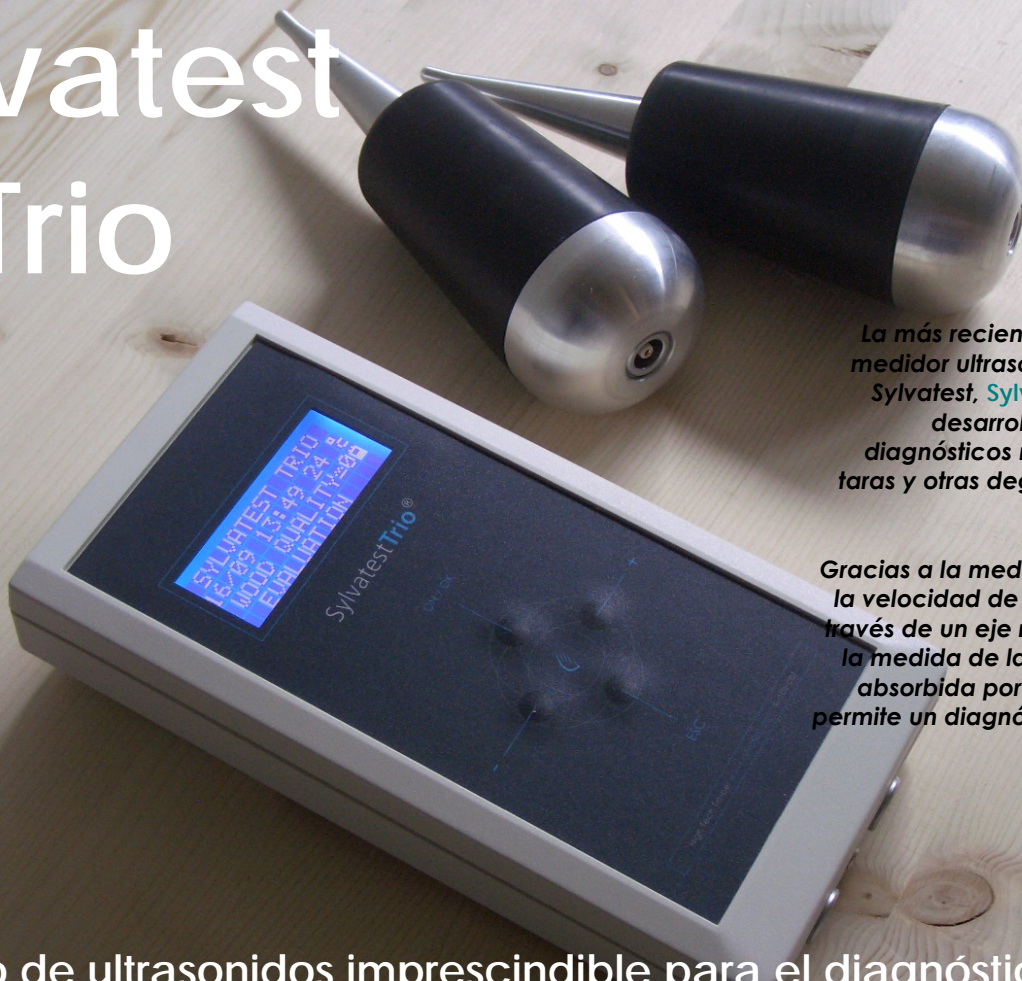 vatest
Trio
La más recien
medidor ultraso
Sylvatest, Sylv
desarrol
diagnósticos
taras y otras deg
Gracias a la med
la velocidad de
través de un eje
la medida de la
absorbida por
permite un diagnó
SYLVATEST TRIO
16/09 13:49 24 °C
WOOD QUALITY
EVALUATION
SylvatestTrio®
ON / OK
+
-
ESC
o de ultrasonidos imprescindible para el diagnóstic